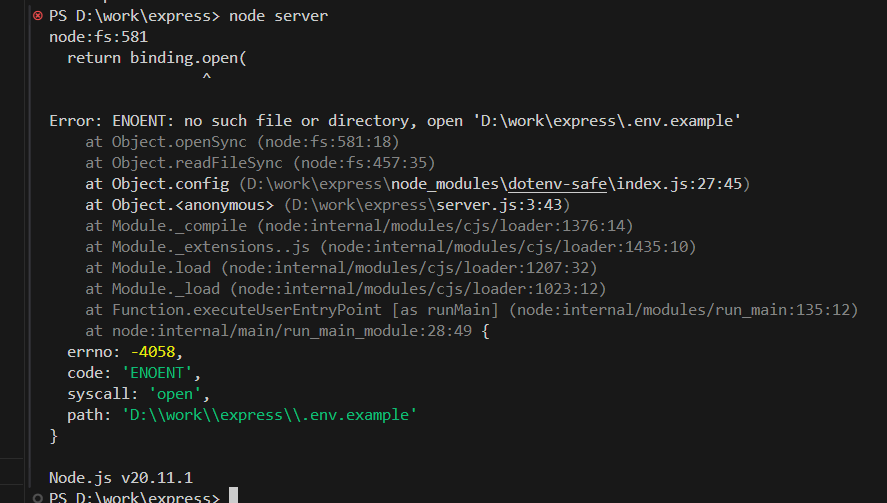 PS D:\work\express> node server
node:fs:581
  return binding.open(
                 ^

Error: ENOENT: no such file or directory, open 'D:\work\express\.env.example'
    at Object.openSync (node:fs:581:18)
    at Object.readFileSync (node:fs:457:35)
    at Object.config (D:\work\express\node_modules\dotenv-safe\index.js:27:45)
    at Object.<anonymous> (D:\work\express\server.js:3:43)
    at Module._compile (node:internal/modules/cjs/loader:1376:14)
    at Module._extensions..js (node:internal/modules/cjs/loader:1435:10)
    at Module.load (node:internal/modules/cjs/loader:1207:32)
    at Module._load (node:internal/modules/cjs/loader:1023:12)
    at Function.executeUserEntryPoint [as runMain] (node:internal/modules/run_main:135:12)
    at node:internal/main/run_main_module:28:49 {
  errno: -4058,
  code: 'ENOENT',
  syscall: 'open',
  path: 'D:\\work\\express\\.env.example'
}

Node.js v20.11.1
PS D:\work\express>